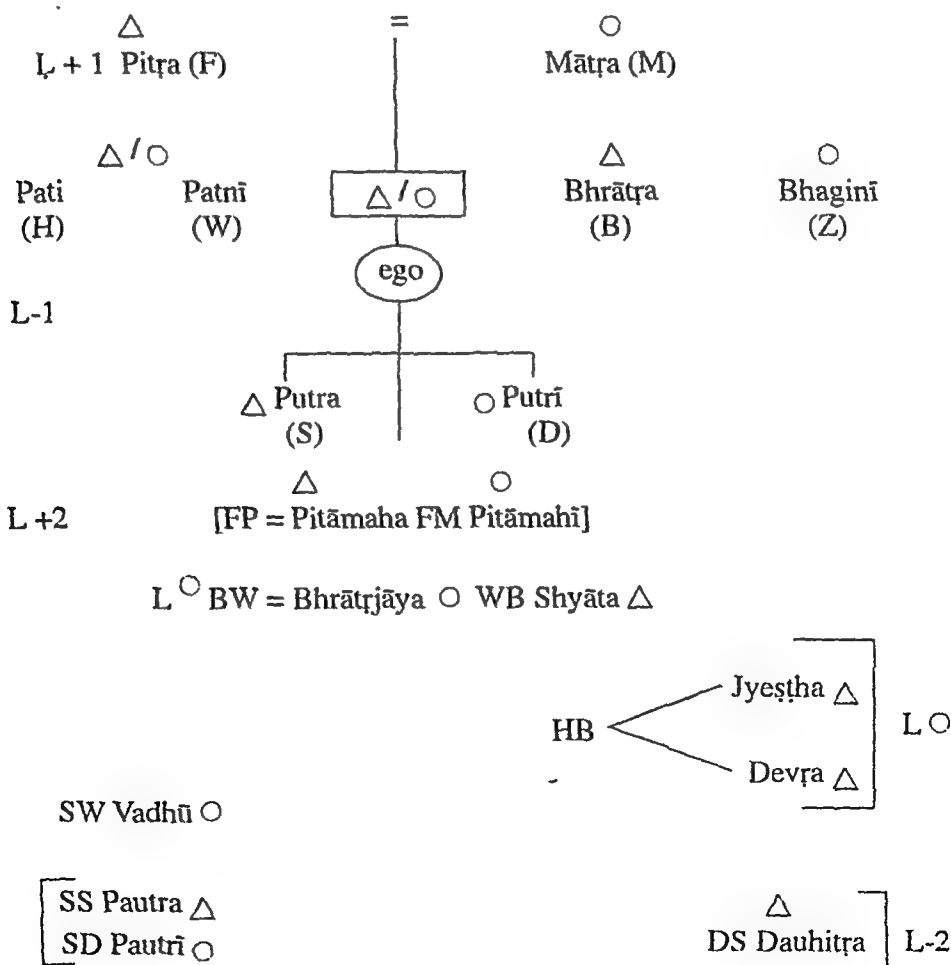 △ = ○
Ḷ + 1 Pitṛa (F) Mātṛa (M)
△ / ○ △ ○
Pati Patnī △ / ○ Bhrātṛa Bhaginī
(H) (W) (B) (Z)
ego
L-1
△ Putra ○ Putrī
(S) (D)
△ ○
L +2 [FP = Pitāmaha FM Pitāmahī]
L ○ BW = Bhrātṛjāya ○ WB Shyāta △
Jyeṣṭha △
HB L ○
Devṛa △
SW Vadhū ○
SS Pautra △ △
SD Pautrī ○ DS Dauhitṛa L-2